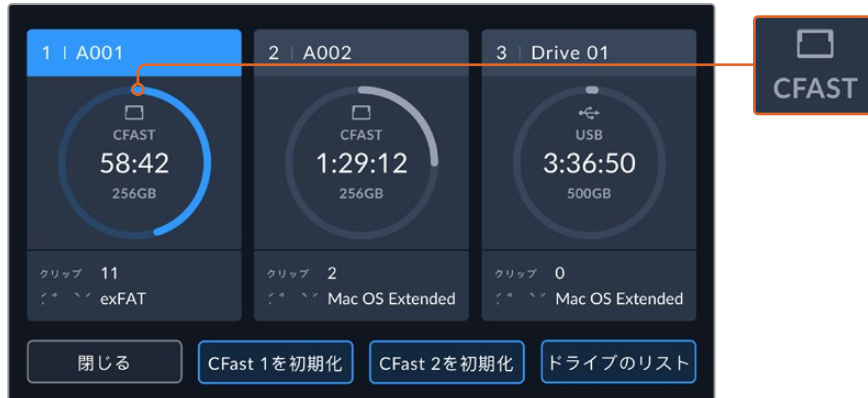 1 | A001
CFAST
58:42
256GB
クリップ 11
exFAT
2 | A002
CFAST
1:29:12
256GB
クリップ 2
Mac OS Extended
3 | Drive 01
USB
3:36:50
500GB
クリップ 0
Mac OS Extended
閉じる
CFast 1を初期化
CFast 2を初期化
ドライブのリスト
CFAST